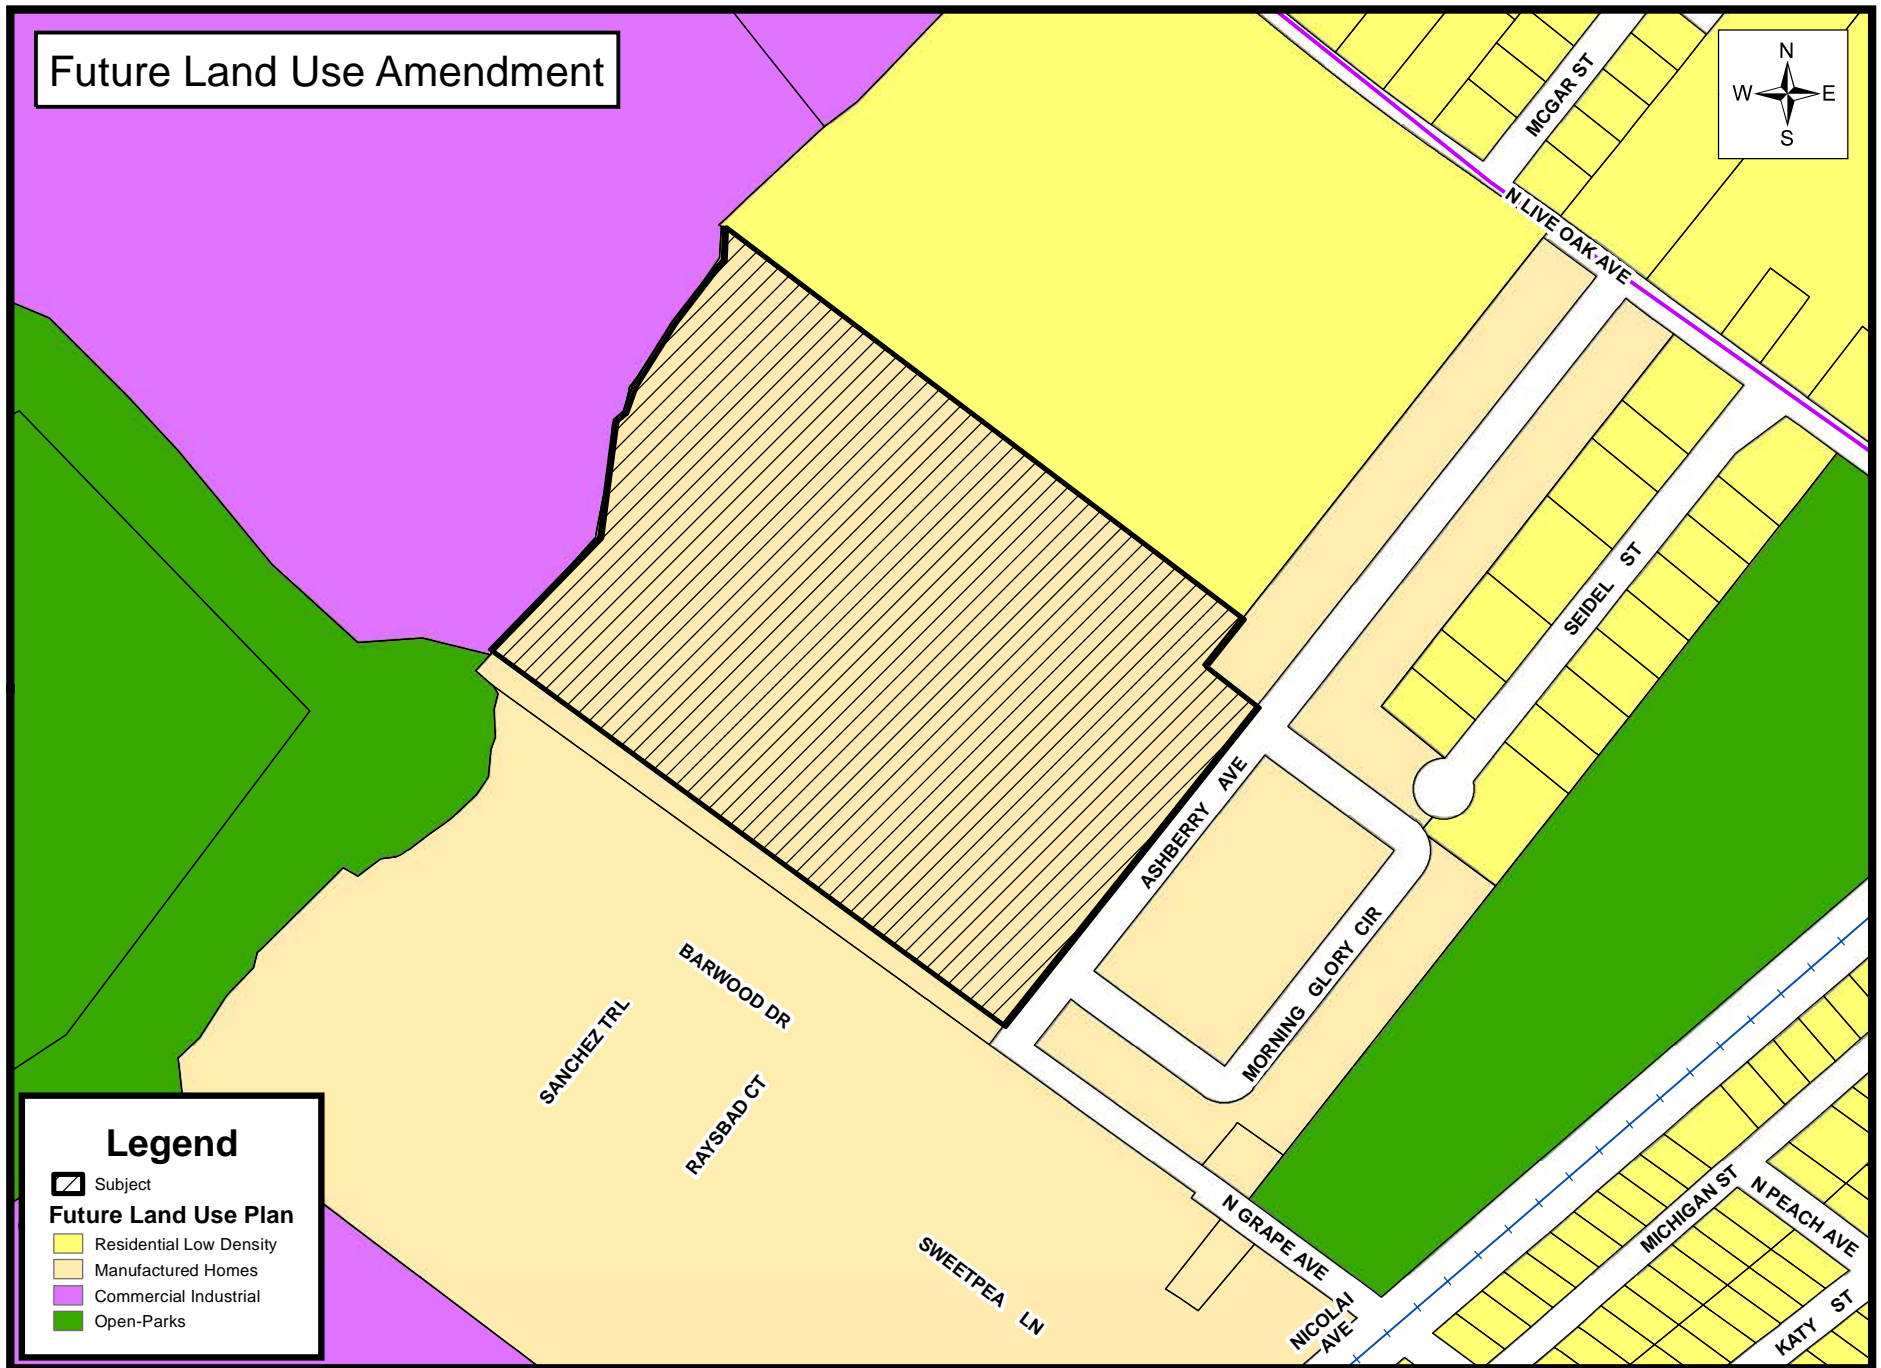 Future Land Use Amendment
N
W E
S
MCGAR ST
N LIVE OAK AVE
SEIDEL ST
ASHBERRY AVE
MORNING GLORY CIR
BARWOOD DR
SANCHEZ TRL
RAYSBAD CT
SWEETPEA LN
N GRAPE AVE
NICOLAI
AVE
MICHIGAN ST
N PEACH AVE
KATY ST
Legend
Subject
Future Land Use Plan
Residential Low Density
Manufactured Homes
Commercial Industrial
Open-Parks